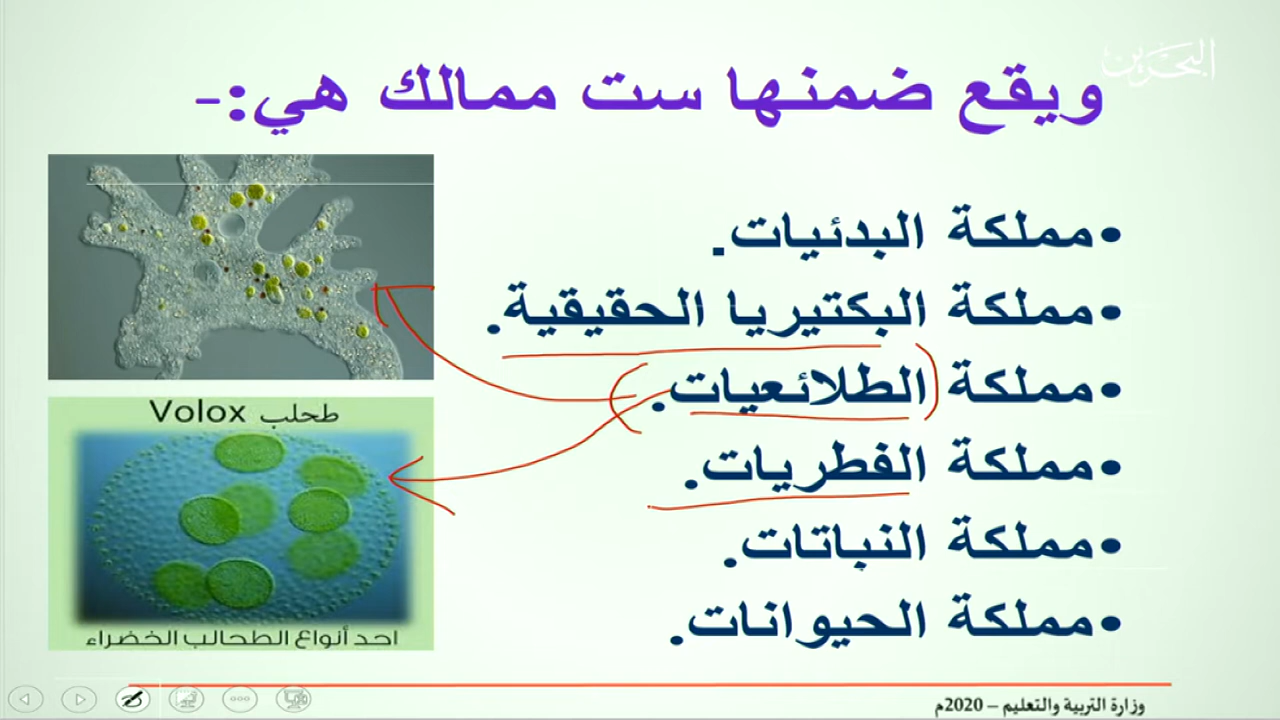 البحرين
ويقع ضمنها ست ممالك هي:-
•مملكة البدئيات.
•مملكة البكتيريا الحقيقية.
•مملكة الطلائعيات.
•مملكة الفطريات.
•مملكة النباتات.
•مملكة الحيوانات.
طحلب Volox
احد أنواع الطحالب الخضراء
وزارة التربية والتعليم – 2020م